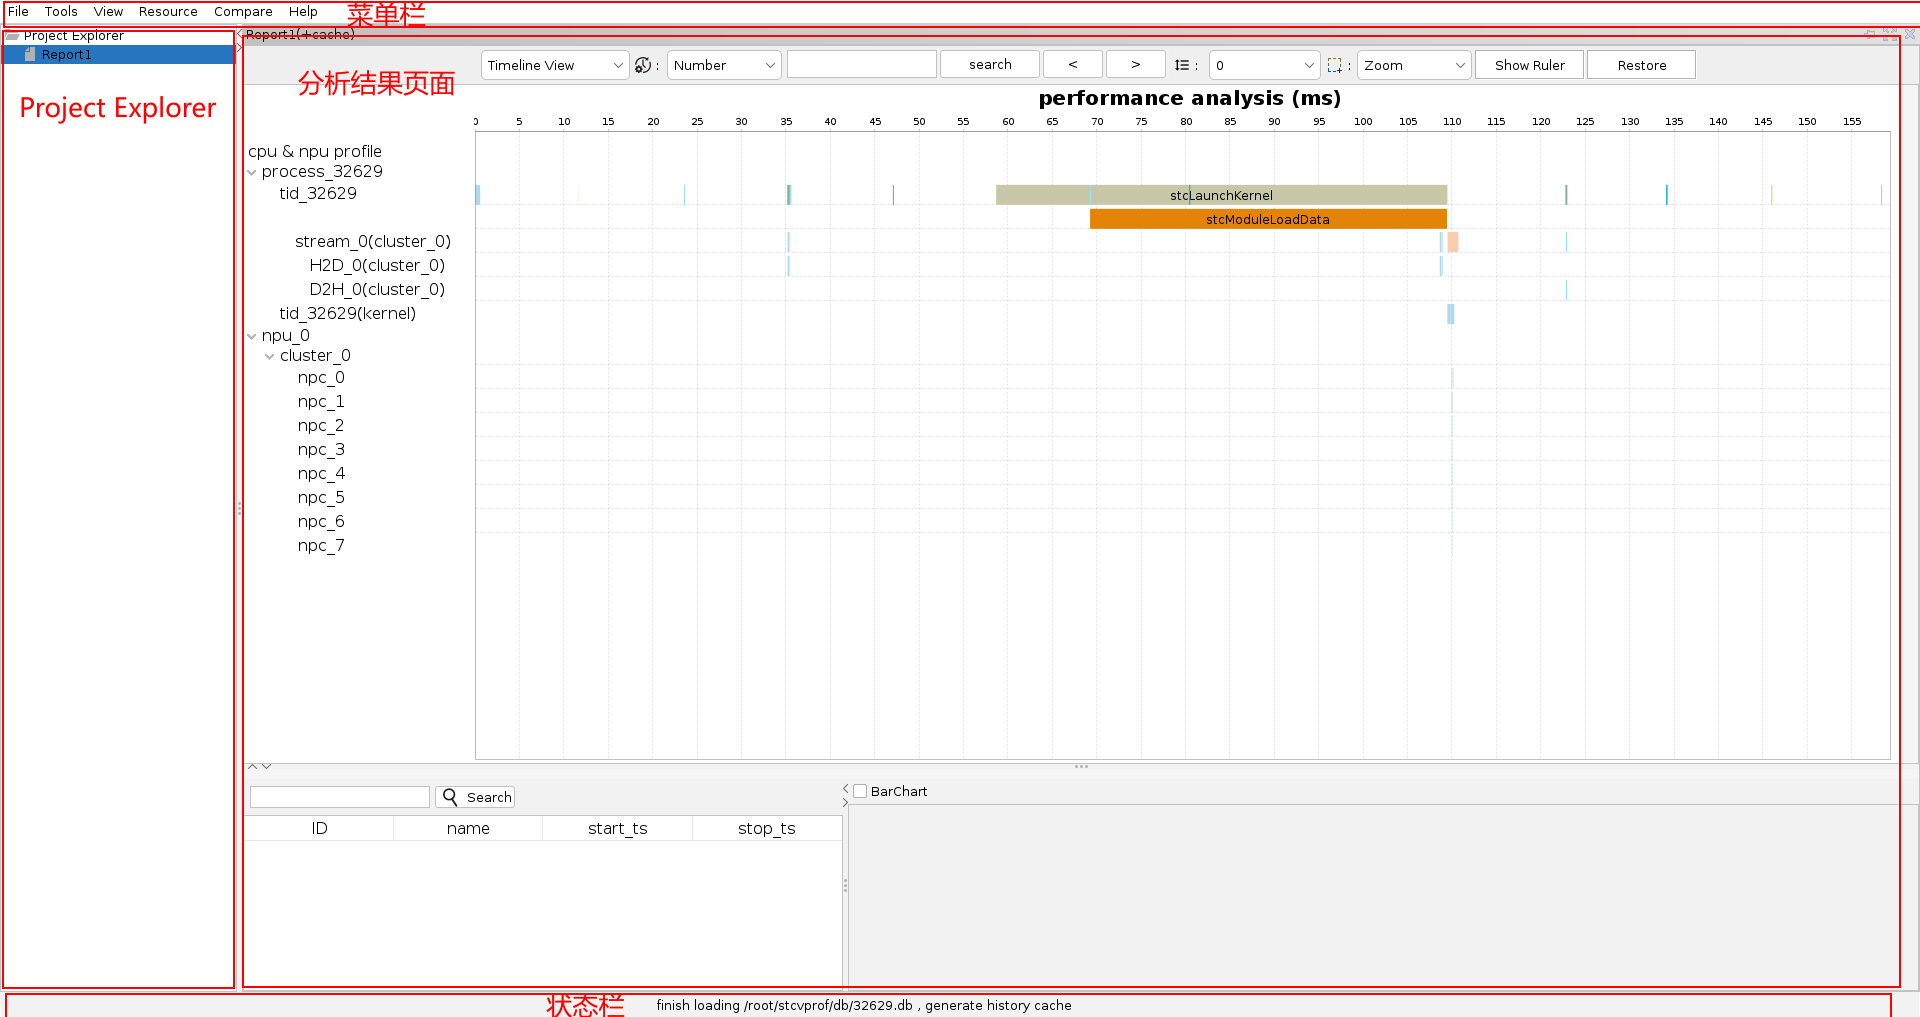 File Tools View Resource Compare Help 菜单栏
Project Explorer
Report1
Project Explorer
Report1(+cache)
分析结果页面
Timeline View : Number search < > : 0 : Zoom Show Ruler Restore
performance analysis (ms)
0 5 10 15 20 25 30 35 40 45 50 55 60 65 70 75 80 85 90 95 100 105 110 115 120 125 130 135 140 145 150 155
cpu & npu profile
process_32629
tid_32629
stcLaunchKernel
stcModuleLoadData
stream_0(cluster_0)
H2D_0(cluster_0)
D2H_0(cluster_0)
tid_32629(kernel)
npu_0
cluster_0
npc_0
npc_1
npc_2
npc_3
npc_4
npc_5
npc_6
npc_7
Search
ID name start_ts stop_ts
BarChart
状态栏 finish loading /root/stcvprof/db/32629.db , generate history cache